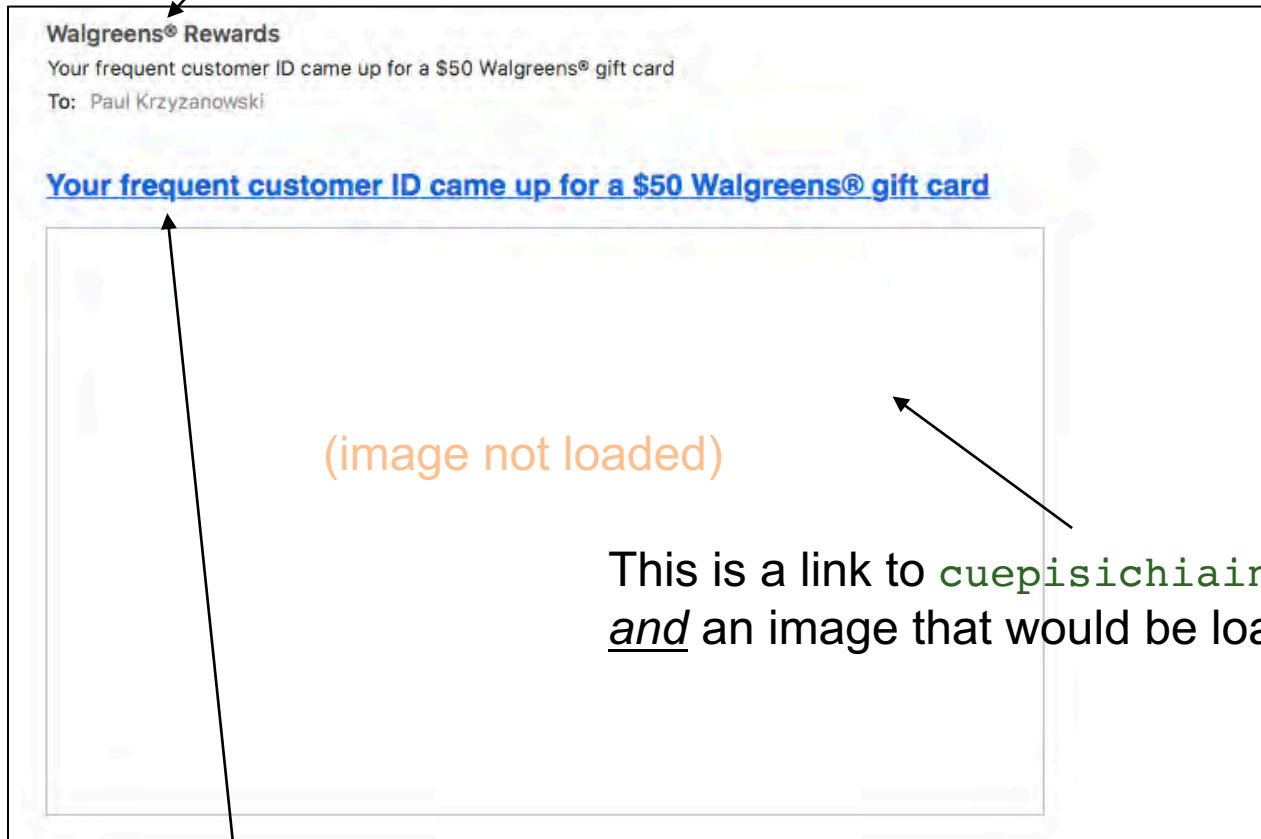 Walgreens® Rewards
Your frequent customer ID came up for a $50 Walgreens® gift card
To: Paul Krzyzanowski
Your frequent customer ID came up for a $50 Walgreens® gift card
(image not loaded)
This is a link to
and an image that would be